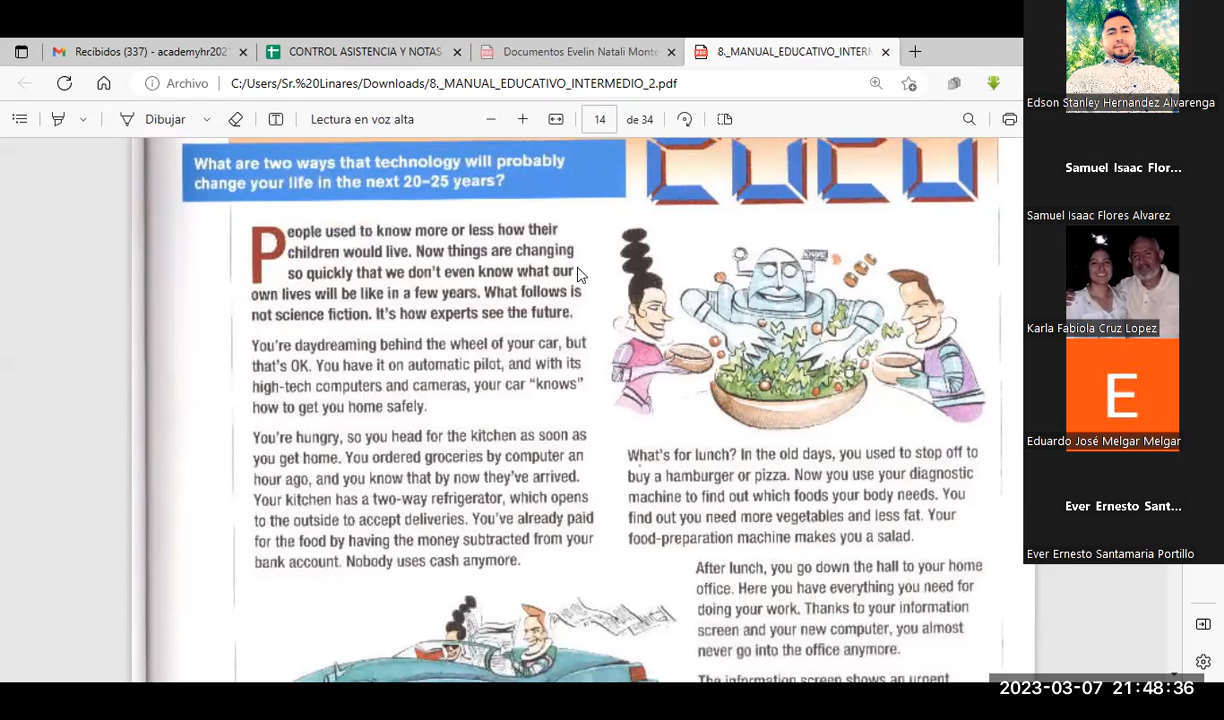 Recibidos (337) - academyhr202
CONTROL ASISTENCIA Y NOTAS
Documentos Evelin Natali Monte
8._MANUAL_EDUCATIVO_INTERM
Archivo
C:/Users/Sr.%20Linares/Downloads/8._MANUAL_EDUCATIVO_INTERMEDIO_2.pdf
Dibujar
Lectura en voz alta
14
de 34
What are two ways that technology will probably
change your life in the next 20–25 years?
People used to know more or less how their
children would live. Now things are changing
so quickly that we don't even know what our
own lives will be like in a few years. What follows is
not science fiction. It's how experts see the future.
You're daydreaming behind the wheel of your car, but
that's OK. You have it on automatic pilot, and with its
high-tech computers and cameras, your car "knows"
how to get you home safely.
You're hungry, so you head for the kitchen as soon as
you get home. You ordered groceries by computer an
hour ago, and you know that by now they've arrived.
Your kitchen has a two-way refrigerator, which opens
to the outside to accept deliveries. You've already paid
for the food by having the money subtracted from your
bank account. Nobody uses cash anymore.
What's for lunch? In the old days, you used to stop off to
buy a hamburger or pizza. Now you use your diagnostic
machine to find out which foods your body needs. You
find out you need more vegetables and less fat. Your
food-preparation machine makes you a salad.
After lunch, you go down the hall to your home
office. Here you have everything you need for
doing your work. Thanks to your information
screen and your new computer, you almost
never go into the office anymore.
The information screen shows an urgent
Edson Stanley Hernandez Alvarenga
Samuel Isaac Flor...
Samuel Isaac Flores Alvarez
Karla Fabiola Cruz Lopez
E
Eduardo José Melgar Melgar
Ever Ernesto Sant...
Ever Ernesto Santamaria Portillo
2023-03-07 21:48:36